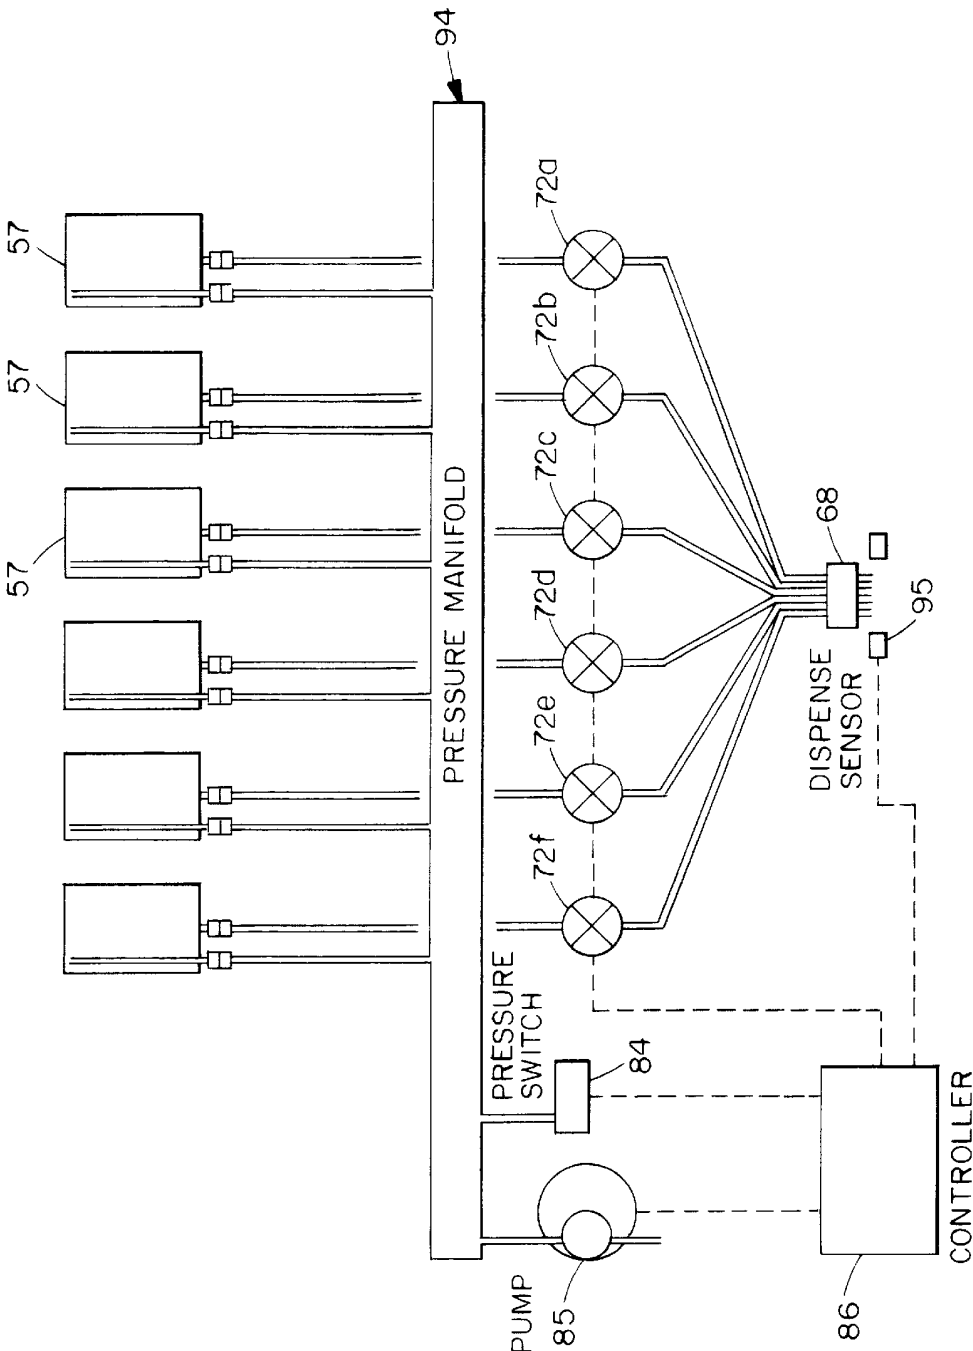 57
57
57
94
PRESSURE MANIFOLD
72a
72b
72c
72d
72e
72f
PRESSURE
SWITCH
84
PUMP
85
68
95
DISPENSE
SENSOR
86
CONTROLLER